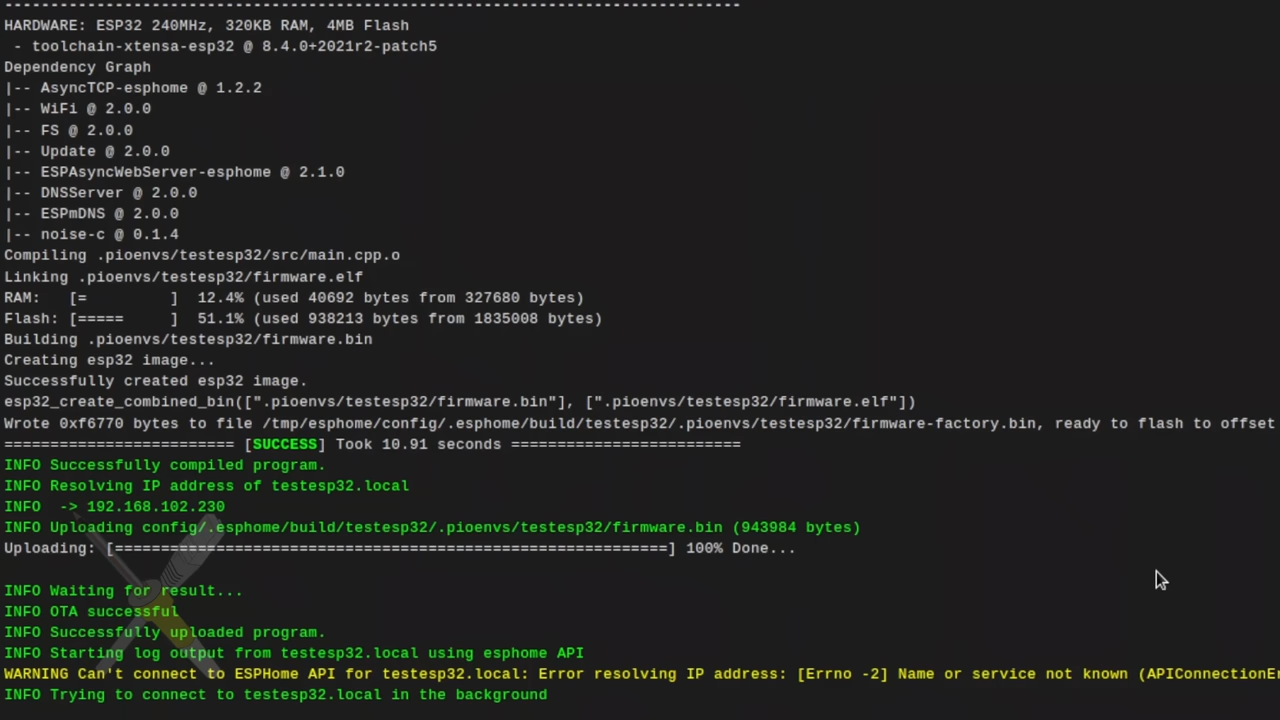 --------------------------------------------------------------------------------
HARDWARE: ESP32 240MHz, 320KB RAM, 4MB Flash
- toolchain-xtensa-esp32 @ 8.4.0+2021r2-patch5
Dependency Graph
|-- AsyncTCP-esphome @ 1.2.2
|-- WiFi @ 2.0.0
|-- FS @ 2.0.0
|-- Update @ 2.0.0
|-- ESPAsyncWebServer-esphome @ 2.1.0
|-- DNSServer @ 2.0.0
|-- ESPmDNS @ 2.0.0
|-- noise-c @ 0.1.4
Compiling .pioenvs/testesp32/src/main.cpp.o
Linking .pioenvs/testesp32/firmware.elf
RAM:   [=         ]  12.4% (used 40692 bytes from 327680 bytes)
Flash: [=====     ]  51.1% (used 938213 bytes from 1835008 bytes)
Building .pioenvs/testesp32/firmware.bin
Creating esp32 image...
Successfully created esp32 image.
esp32_create_combined_bin([".pioenvs/testesp32/firmware.bin"], [".pioenvs/testesp32/firmware.elf"])
Wrote 0xf6770 bytes to file /tmp/esphome/config/.esphome/build/testesp32/.pioenvs/testesp32/firmware-factory.bin, ready to flash to offset
========================= [SUCCESS] Took 10.91 seconds =========================
INFO Successfully compiled program.
INFO Resolving IP address of testesp32.local
INFO  -> 192.168.102.230
INFO Uploading config/.esphome/build/testesp32/.pioenvs/testesp32/firmware.bin (943984 bytes)
Uploading: [============================================================] 100% Done...
INFO Waiting for result...
INFO OTA successful
INFO Successfully uploaded program.
INFO Starting log output from testesp32.local using esphome API
WARNING Can't connect to ESPHome API for testesp32.local: Error resolving IP address: [Errno -2] Name or service not known (APIConnectionEr
INFO Trying to connect to testesp32.local in the background